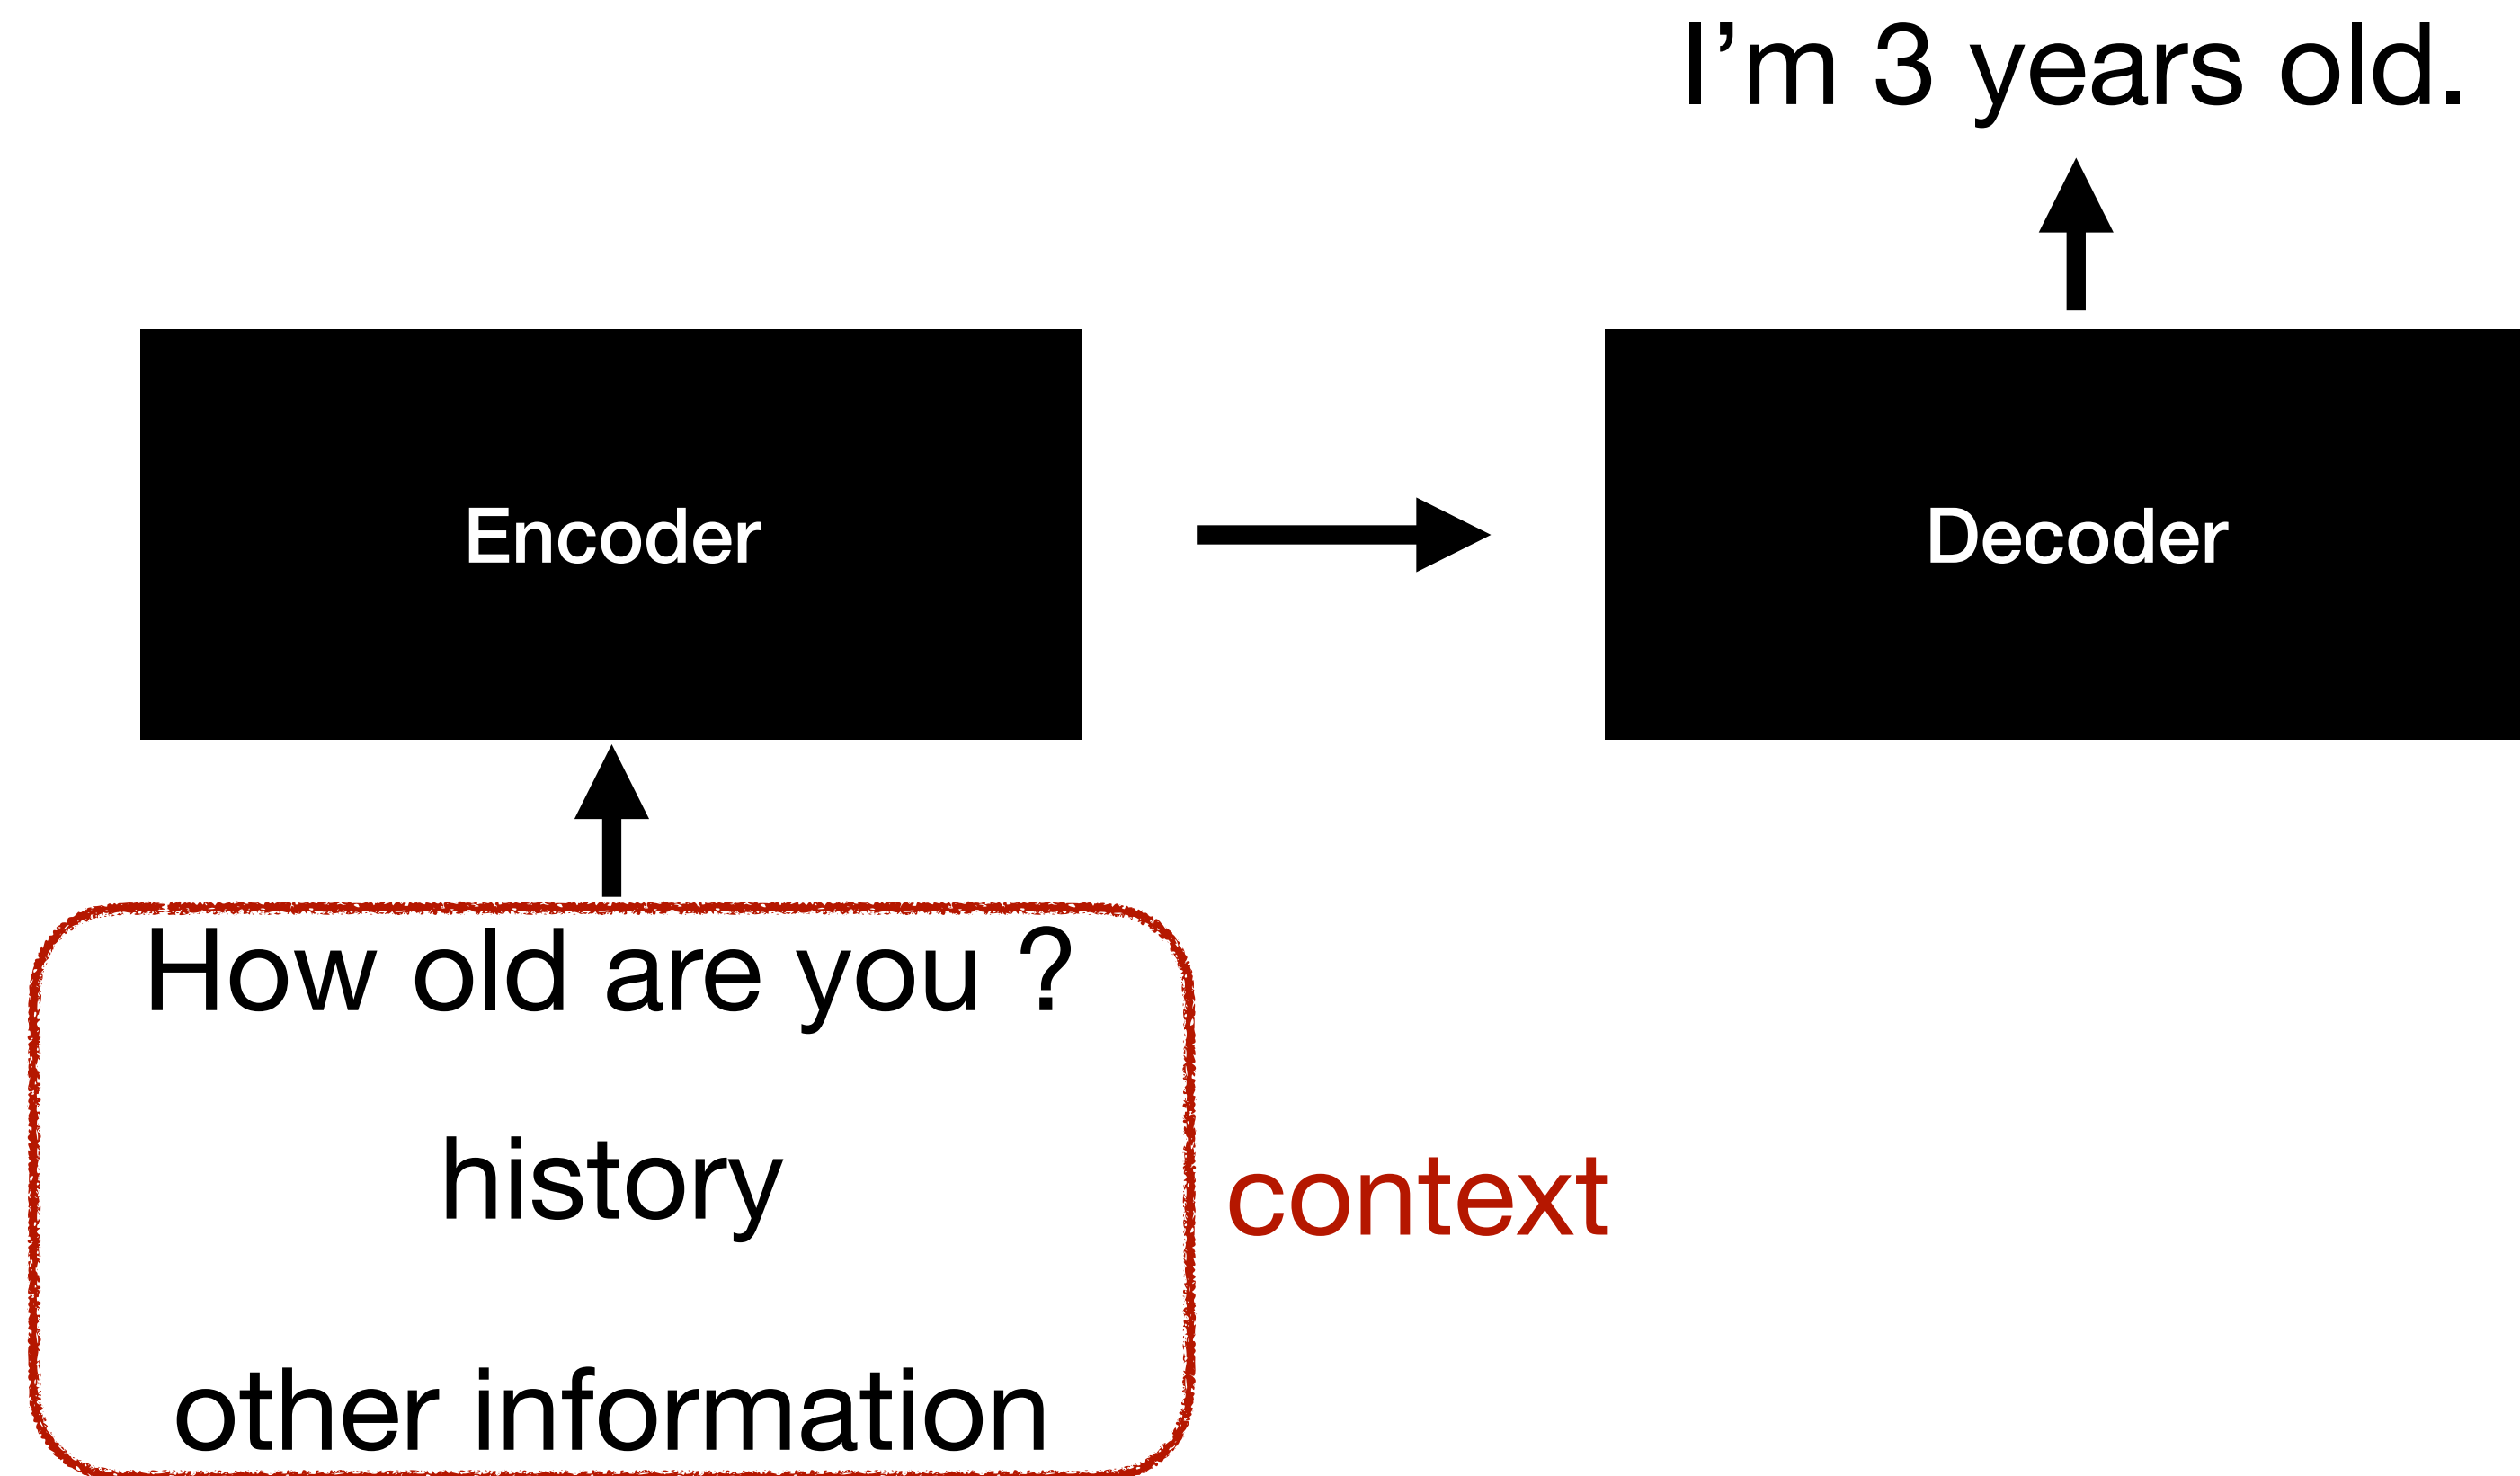 I’m 3 years old.
Encoder
Decoder
How old are you ?
history
context
other information